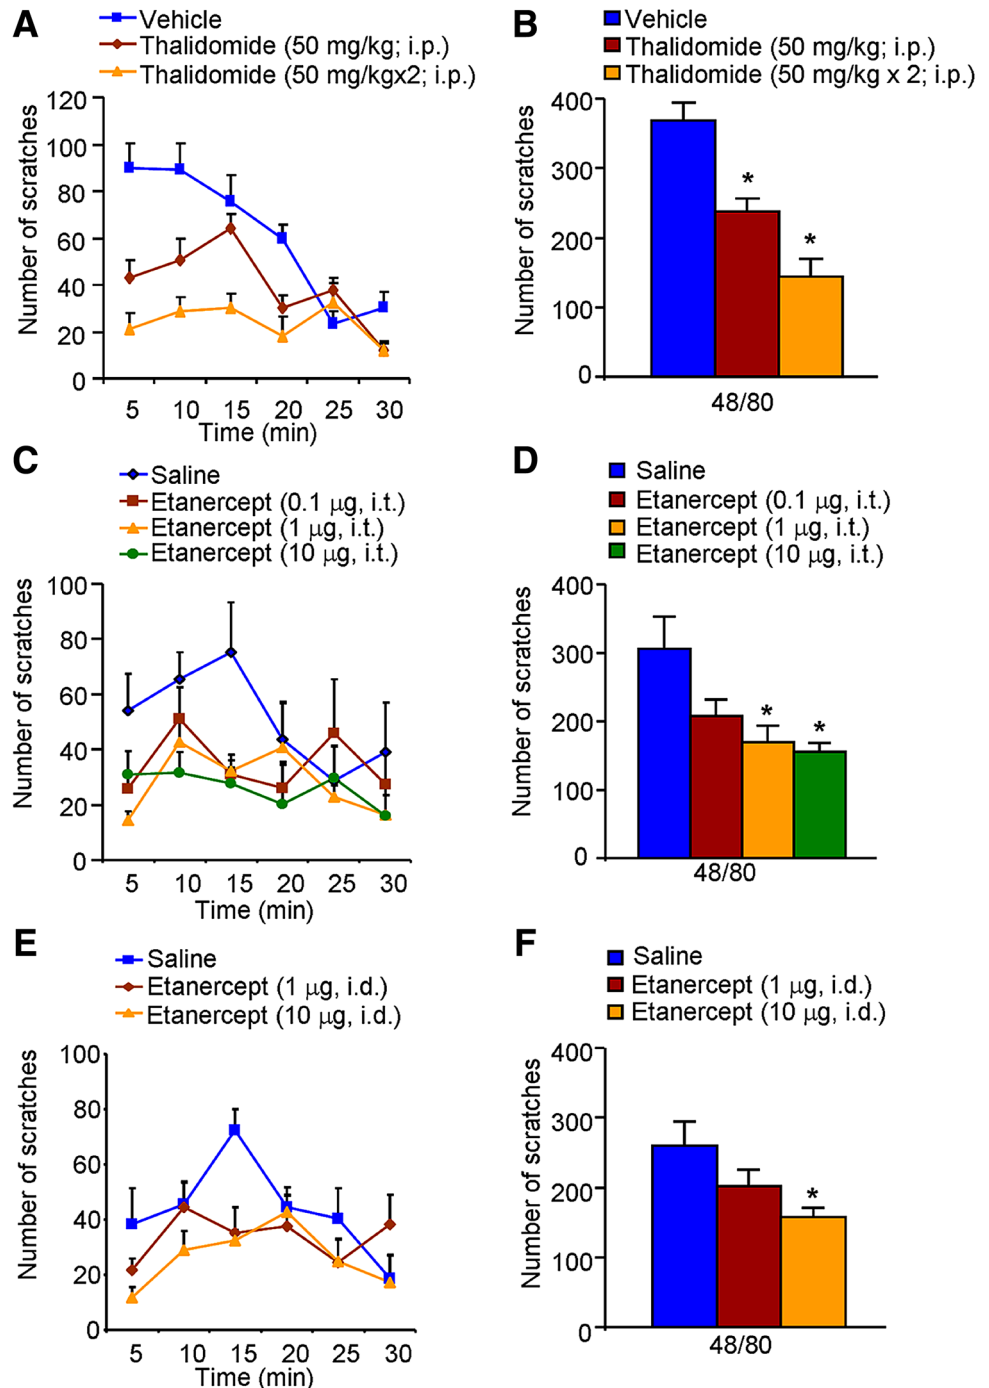 A
Vehicle
Thalidomide (50 mg/kg; i.p.)
Thalidomide (50 mg/kgx2; i.p.)
Number of scratches
120
100
80
60
40
20
0
5 10 15 20 25 30
Time (min)
B
Vehicle
Thalidomide (50 mg/kg; i.p.)
Thalidomide (50 mg/kg x 2; i.p.)
Number of scratches
400
300
200
100
0
*
*
48/80
C
Saline
Etanercept (0.1 μg, i.t.)
Etanercept (1 μg, i.t.)
Etanercept (10 μg, i.t.)
Number of scratches
100
80
60
40
20
0
5 10 15 20 25 30
Time (min)
D
Saline
Etanercept (0.1 μg, i.t.)
Etanercept (1 μg, i.t.)
Etanercept (10 μg, i.t.)
Number of scratches
400
300
200
100
0
*
*
48/80
E
Saline
Etanercept (1 μg, i.d.)
Etanercept (10 μg, i.d.)
Number of scratches
100
80
60
40
20
0
5 10 15 20 25 30
Time (min)
F
Saline
Etanercept (1 μg, i.d.)
Etanercept (10 μg, i.d.)
Number of scratches
400
300
200
100
0
*
48/80